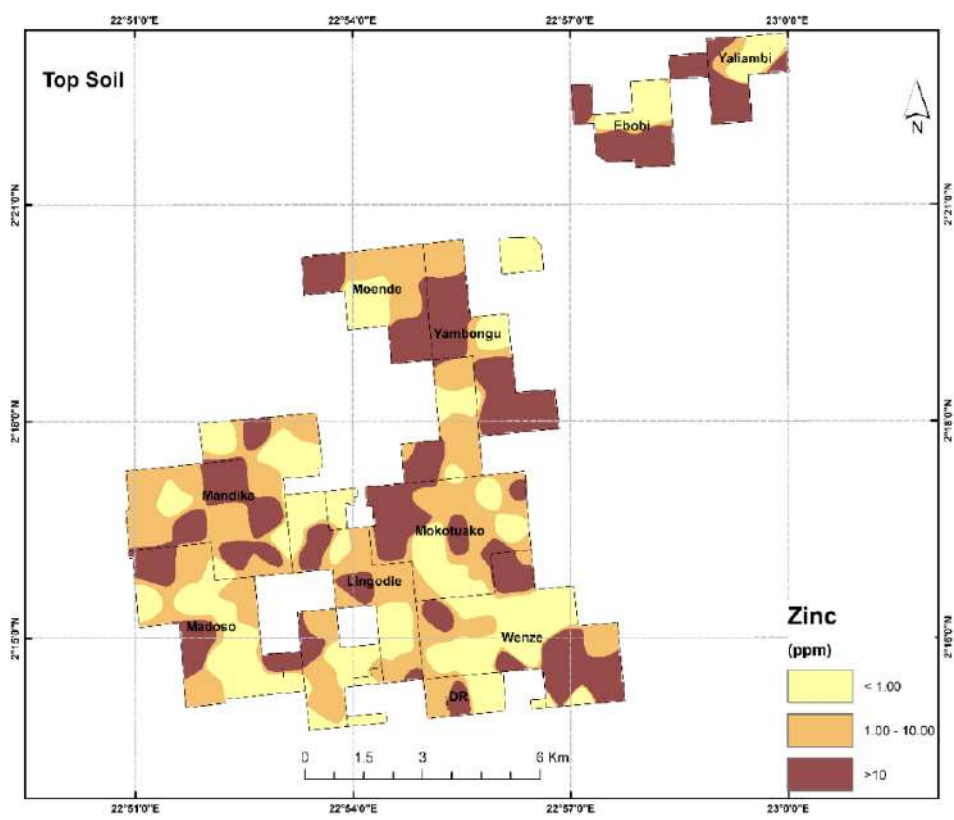 22°51'0"E 22°54'0"E 22°57'0"E 23°0'0"E
Top Soil
Yaliambi
Ebobi
N
2°21'0"N 2°21'0"N
Moende
Yambongu
2°18'0"N 2°18'0"N
Mandika
Mokotuako
Lingodie
Madoso
Wenze
2°15'0"N 2°15'0"N
DR
Zinc
(ppm)
< 1.00
1.00 - 10.00
>10
0 1.5 3 6 Km
22°51'0"E 22°54'0"E 22°57'0"E 23°0'0"E